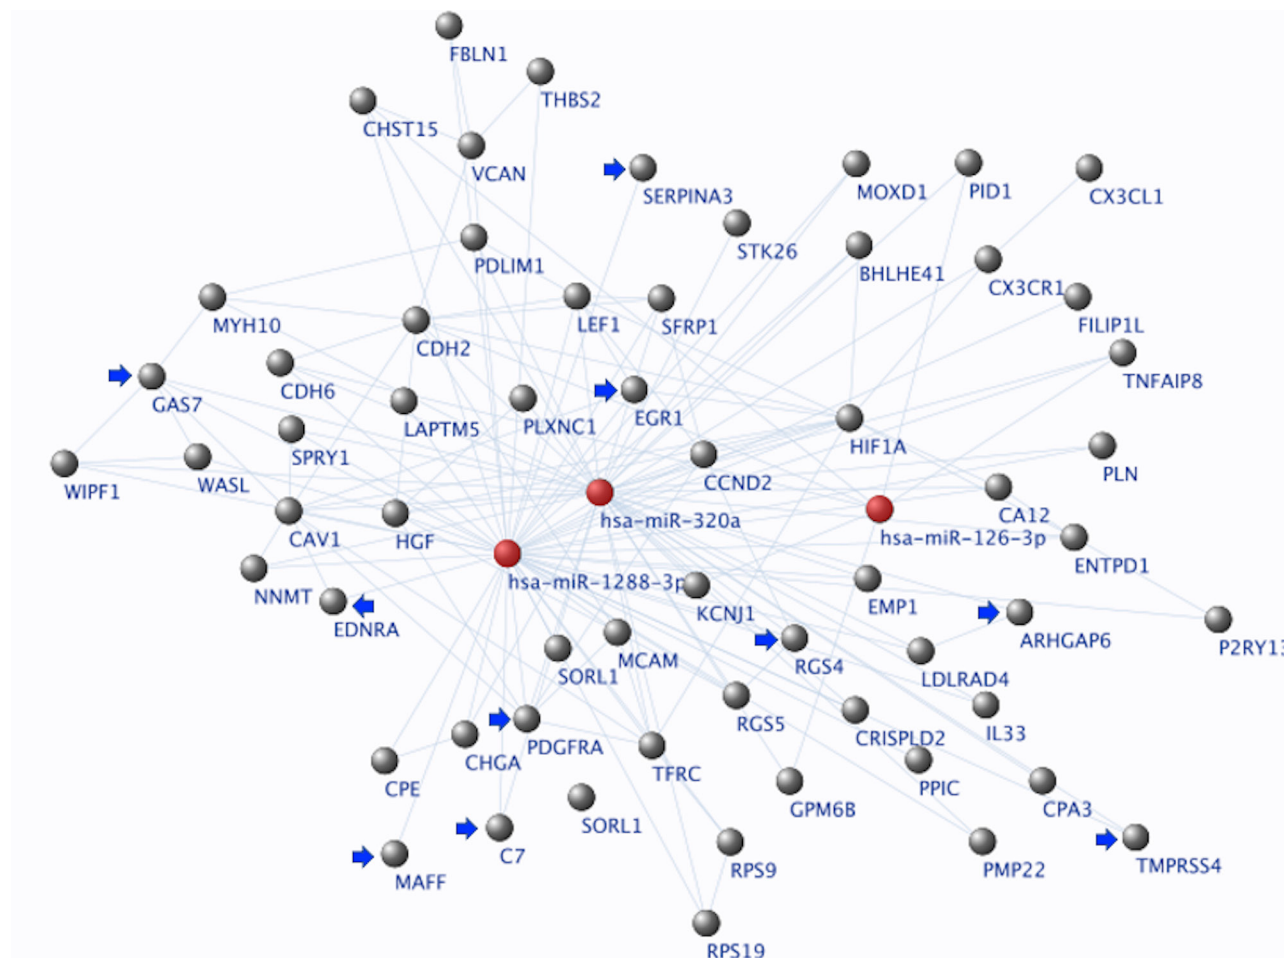 FBLN1
THBS2
CHST15
VCAN
SERPINA3
MOXD1
PID1
CX3CL1
STK26
PDLIM1
BHLHE41
CX3CR1
MYH10
LEF1
SFRP1
FILIP1L
CDH2
TNFAIP8
CDH6
GAS7
LAPTM5
PLXNC1
EGR1
HIF1A
SPRY1
WIPF1
WASL
CCND2
PLN
hsa-miR-320a
CA12
CAV1
HGF
hsa-miR-126-3p
ENTPD1
hsa-miR-1288-3p
NNMT
KCNJ1
EMP1
EDNRA
ARHGAP6
P2RY13
MCAM
SORL1
RGS4
LDLRAD4
RGS5
IL33
CRISPLD2
PDGFRA
CHGA
TFRC
CPE
PPIC
GPM6B
CPA3
SORL1
C7
MAFF
RPS9
PMP22
TMPRSS4
RPS19